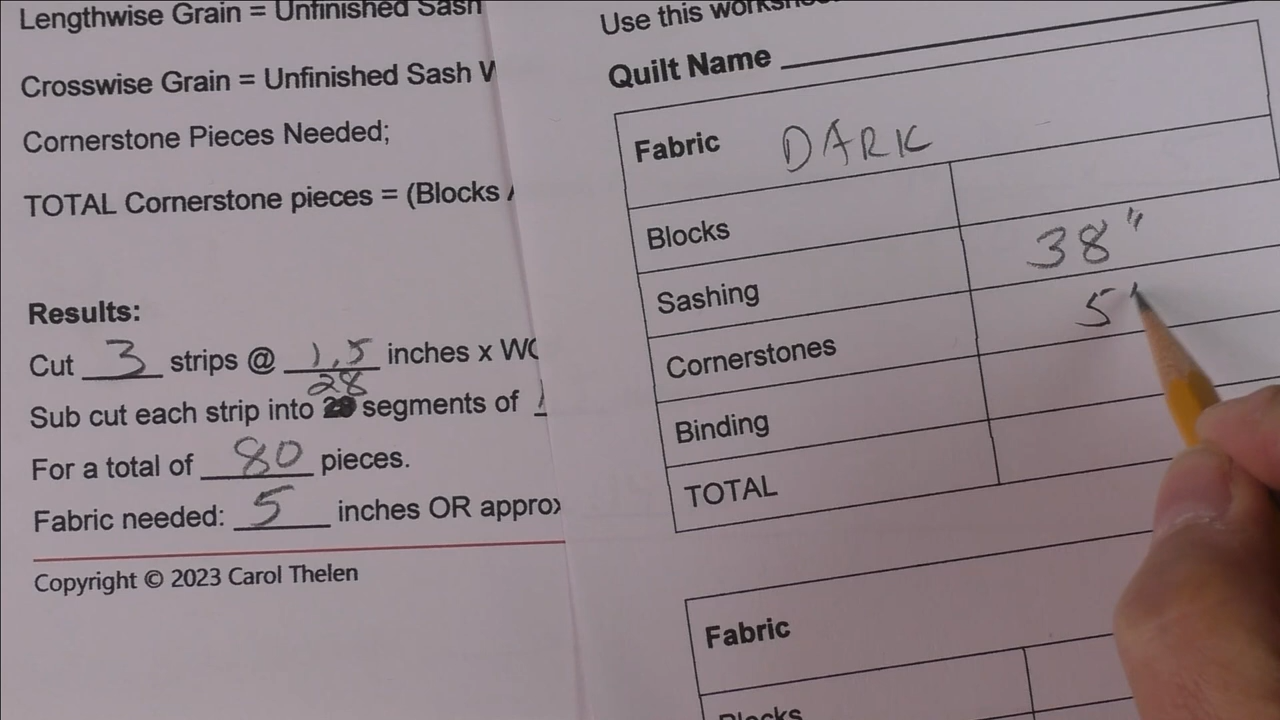 Lengthwise Grain = Unfinished Sash
Crosswise Grain = Unfinished Sash W
Cornerstone Pieces Needed;
TOTAL Cornerstone pieces = (Blocks A
Results:
Cut 3 strips @ 1.5 inches x WO
28
Sub cut each strip into segments of
For a total of 80 pieces.
Fabric needed: 5 inches OR approx
Copyright © 2023 Carol Thelen
Use this worksheet
Quilt Name
Fabric DARK
Blocks
Sashing 38"
Cornerstones 5"
Binding
TOTAL
Fabric
Blocks